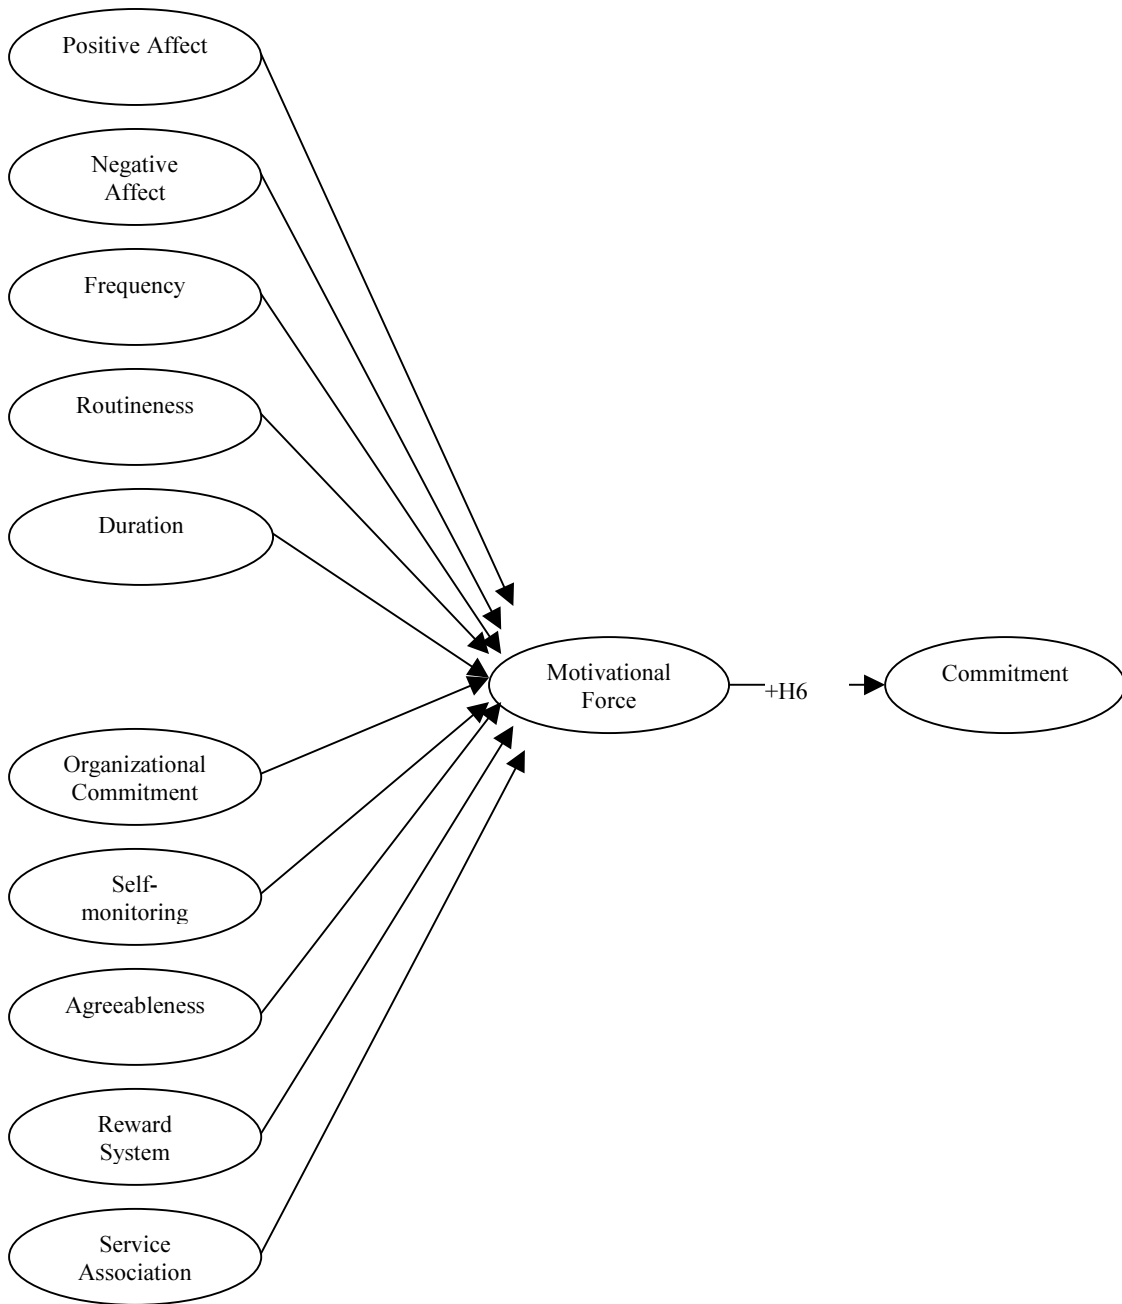 Positive Affect
Negative
Affect
Frequency
Routineness
Duration
Motivational
Force
+H6
Commitment
Organizational
Commitment
Self-
monitoring
Agreeableness
Reward
System
Service
Association